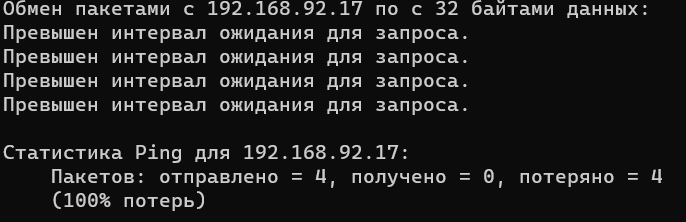 Обмен пакетами с 192.168.92.17 по с 32 байтами данных:
Превышен интервал ожидания для запроса.
Превышен интервал ожидания для запроса.
Превышен интервал ожидания для запроса.
Превышен интервал ожидания для запроса.
Статистика Ping для 192.168.92.17:
Пакетов: отправлено = 4, получено = 0, потеряно = 4
(100% потерь)